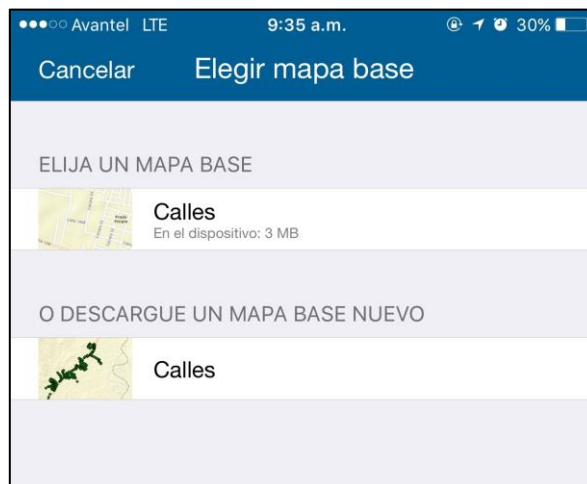 Avantel LTE 9:35 a.m. 30%
Cancelar Elegir mapa base
ELIJA UN MAPA BASE
Calles
En el dispositivo: 3 MB
O DESCARGUE UN MAPA BASE NUEVO
Calles